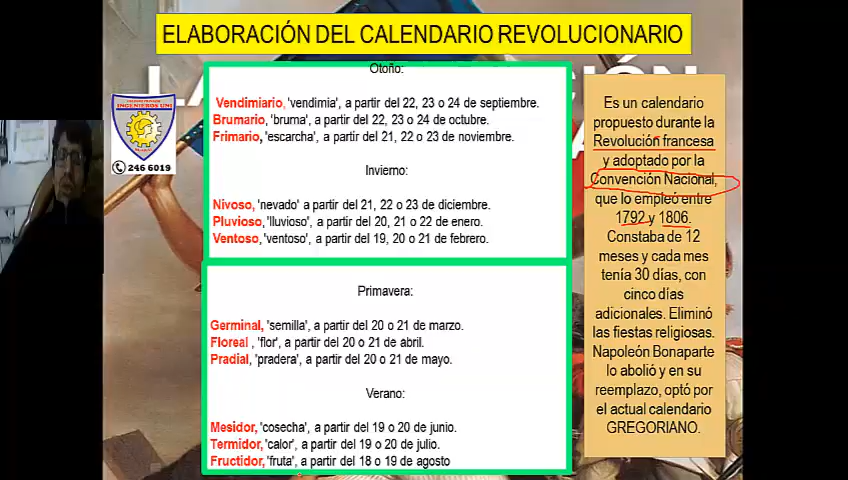 ELABORACIÓN DEL CALENDARIO REVOLUCIONARIO
Otoño:
Vendimiario, 'vendimia', a partir del 22, 23 o 24 de septiembre.
Brumario, 'bruma', a partir del 22, 23 o 24 de octubre.
Frimario, 'escarcha', a partir del 21, 22 o 23 de noviembre.
Invierno:
Nivoso, 'nevado' a partir del 21, 22 o 23 de diciembre.
Pluvioso, 'lluvioso', a partir del 20, 21 o 22 de enero.
Ventoso, 'ventoso', a partir del 19, 20 o 21 de febrero.
Primavera:
Germinal, 'semilla', a partir del 20 o 21 de marzo.
Floreal , 'flor', a partir del 20 o 21 de abril.
Pradial, 'pradera', a partir del 20 o 21 de mayo.
Verano:
Mesidor, 'cosecha', a partir del 19 o 20 de junio.
Termidor, 'calor', a partir del 19 o 20 de julio.
Fructidor, 'fruta', a partir del 18 o 19 de agosto
INGENIEROS UNI
246 6019
Es un calendario
propuesto durante la
Revolución francesa
y adoptado por la
Convención Nacional,
que lo empleó entre
1792 y 1806.
Constaba de 12
meses y cada mes
tenía 30 días, con
cinco días
adicionales. Eliminó
las fiestas religiosas.
Napoleón Bonaparte
lo abolió y en su
reemplazo, optó por
el actual calendario
GREGORIANO.